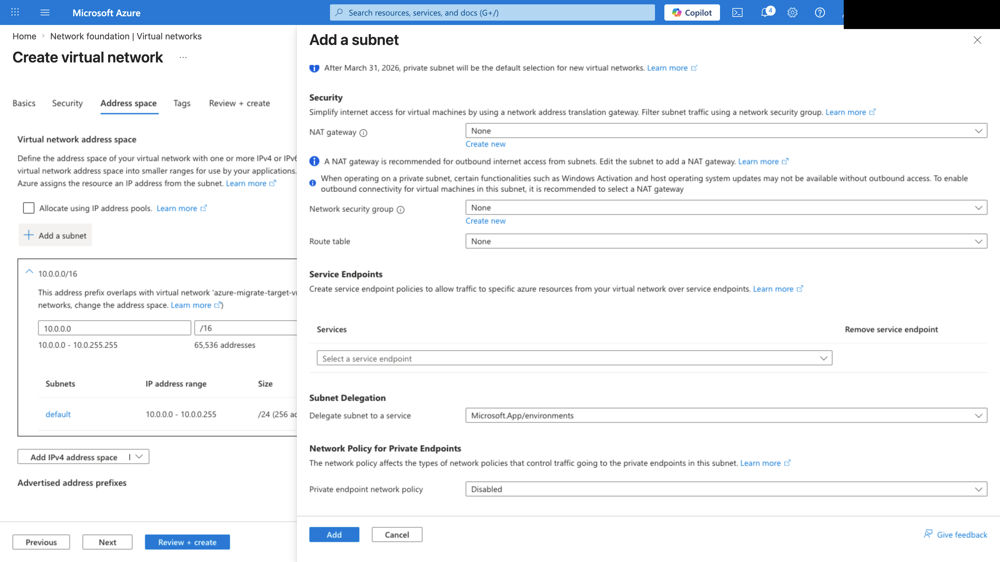 Microsoft Azure
Search resources, services, and docs (G+/)
Copilot
4
Home > Network foundation | Virtual networks
Create virtual network ...
Basics
Security
Address space
Tags
Review + create
Virtual network address space
Define the address space of your virtual network with one or more IPv4 or IPv6
virtual network address space into smaller ranges for use by your applications.
Azure assigns the resource an IP address from the subnet. Learn more
Allocate using IP address pools. Learn more
Add a subnet
10.0.0.0/16
This address prefix overlaps with virtual network 'azure-migrate-target-vn
networks, change the address space. Learn more )
10.0.0.0
/16
10.0.0.0 - 10.0.255.255
65,536 addresses
Subnets
IP address range
Size
default
10.0.0.0 - 10.0.0.255
/24 (256 ad
Add IPv4 address space |
Advertised address prefixes
Previous
Next
Review + create
Add a subnet
After March 31, 2026, private subnet will be the default selection for new virtual networks. Learn more
Security
Simplify internet access for virtual machines by using a network address translation gateway. Filter subnet traffic using a network security group. Learn more
NAT gateway
None
Create new
A NAT gateway is recommended for outbound internet access from subnets. Edit the subnet to add a NAT gateway. Learn more
When operating on a private subnet, certain functionalities such as Windows Activation and host operating system updates may not be available without outbound access. To enable
outbound connectivity for virtual machines in this subnet, it is recommended to select a NAT gateway
Network security group
None
Create new
Route table
None
Service Endpoints
Create service endpoint policies to allow traffic to specific azure resources from your virtual network over service endpoints. Learn more
Services
Remove service endpoint
Select a service endpoint
Subnet Delegation
Delegate subnet to a service
Microsoft.App/environments
Network Policy for Private Endpoints
The network policy affects the types of network policies that control traffic going to the private endpoints in this subnet. Learn more
Private endpoint network policy
Disabled
Add
Cancel
Give feedback